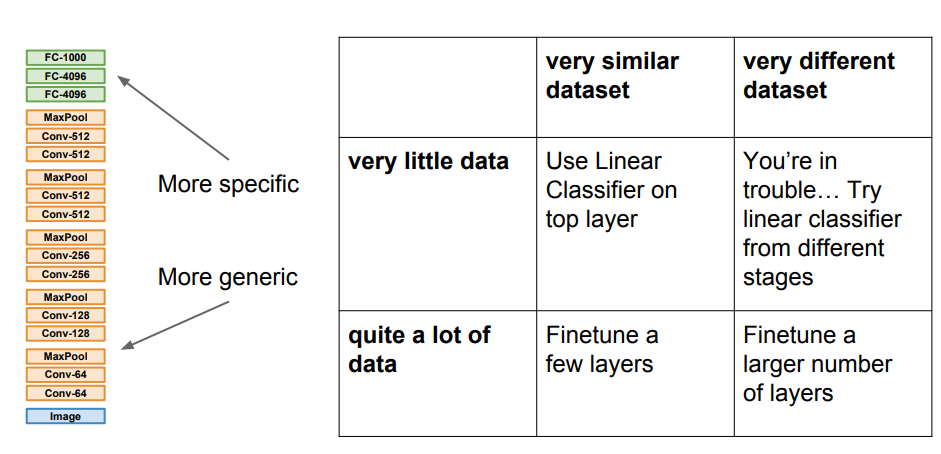 FC-1000
FC-4096
FC-4096
MaxPool
Conv-512
Conv-512
MaxPool
Conv-512
Conv-512
MaxPool
Conv-256
Conv-256
MaxPool
Conv-128
Conv-128
MaxPool
Conv-64
Conv-64
Image
More specific
More generic
very similar
dataset
very different
dataset
very little data
Use Linear
Classifier on
top layer
You’re in
trouble… Try
linear classifier
from different
stages
quite a lot of
data
Finetune a
few layers
Finetune a
larger number
of layers